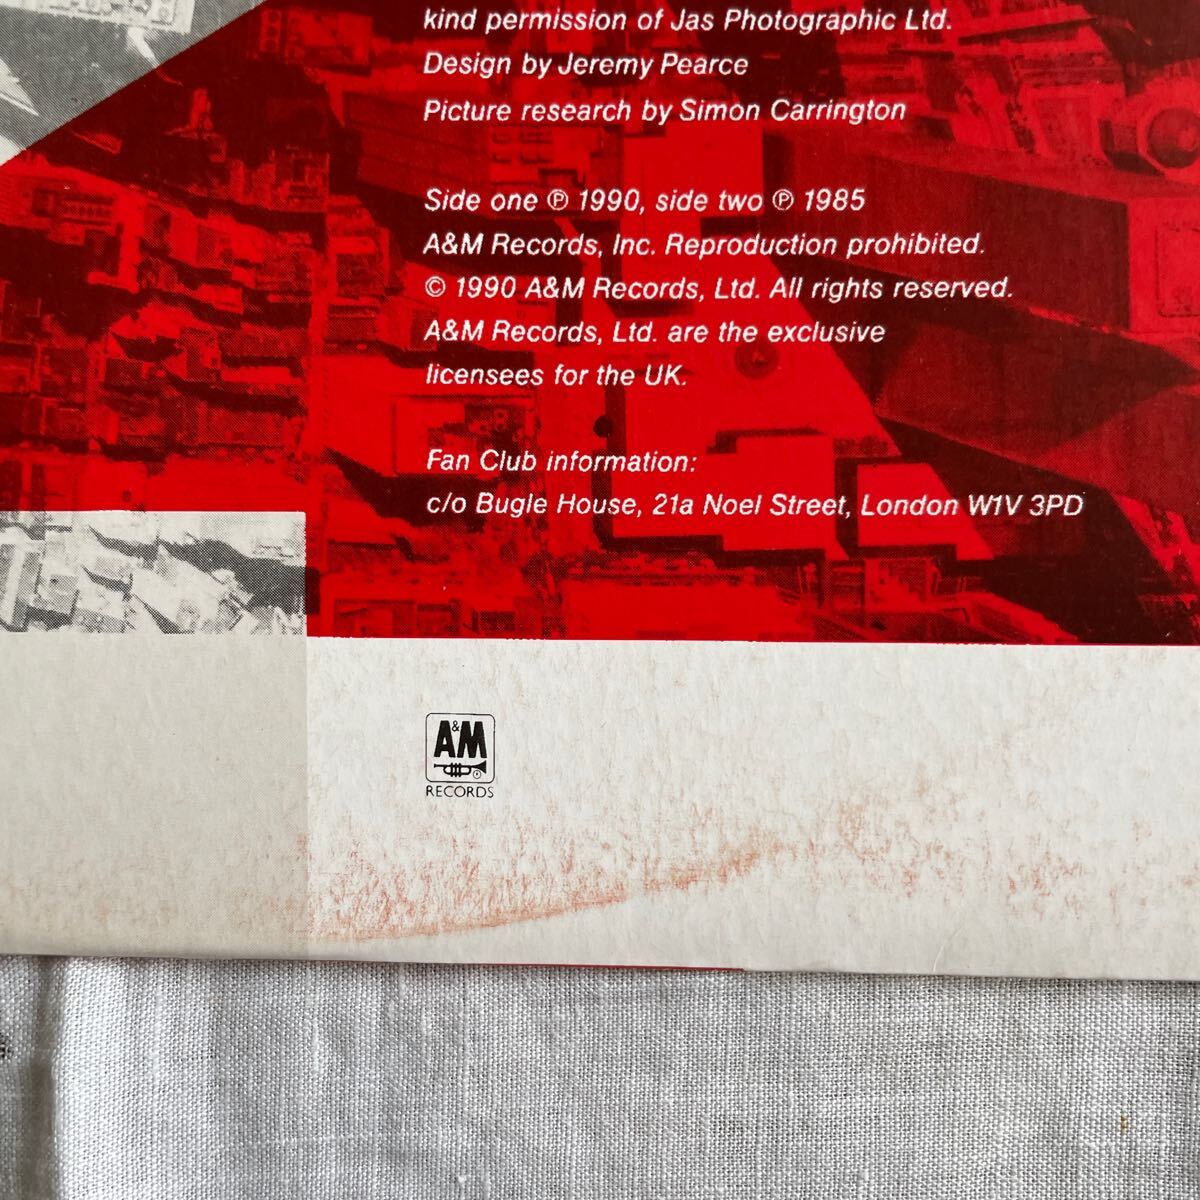 kind permission of Jas Photographic Ltd.
Design by Jeremy Pearce
Picture research by Simon Carrington
Side one ℗ 1990, side two ℗ 1985
A&M Records, Inc. Reproduction prohibited.
© 1990 A&M Records, Ltd. All rights reserved.
A&M Records, Ltd. are the exclusive
licensees for the UK.
Fan Club information:
c/o Bugle House, 21a Noel Street, London W1V 3PD
A&M
®
RECORDS